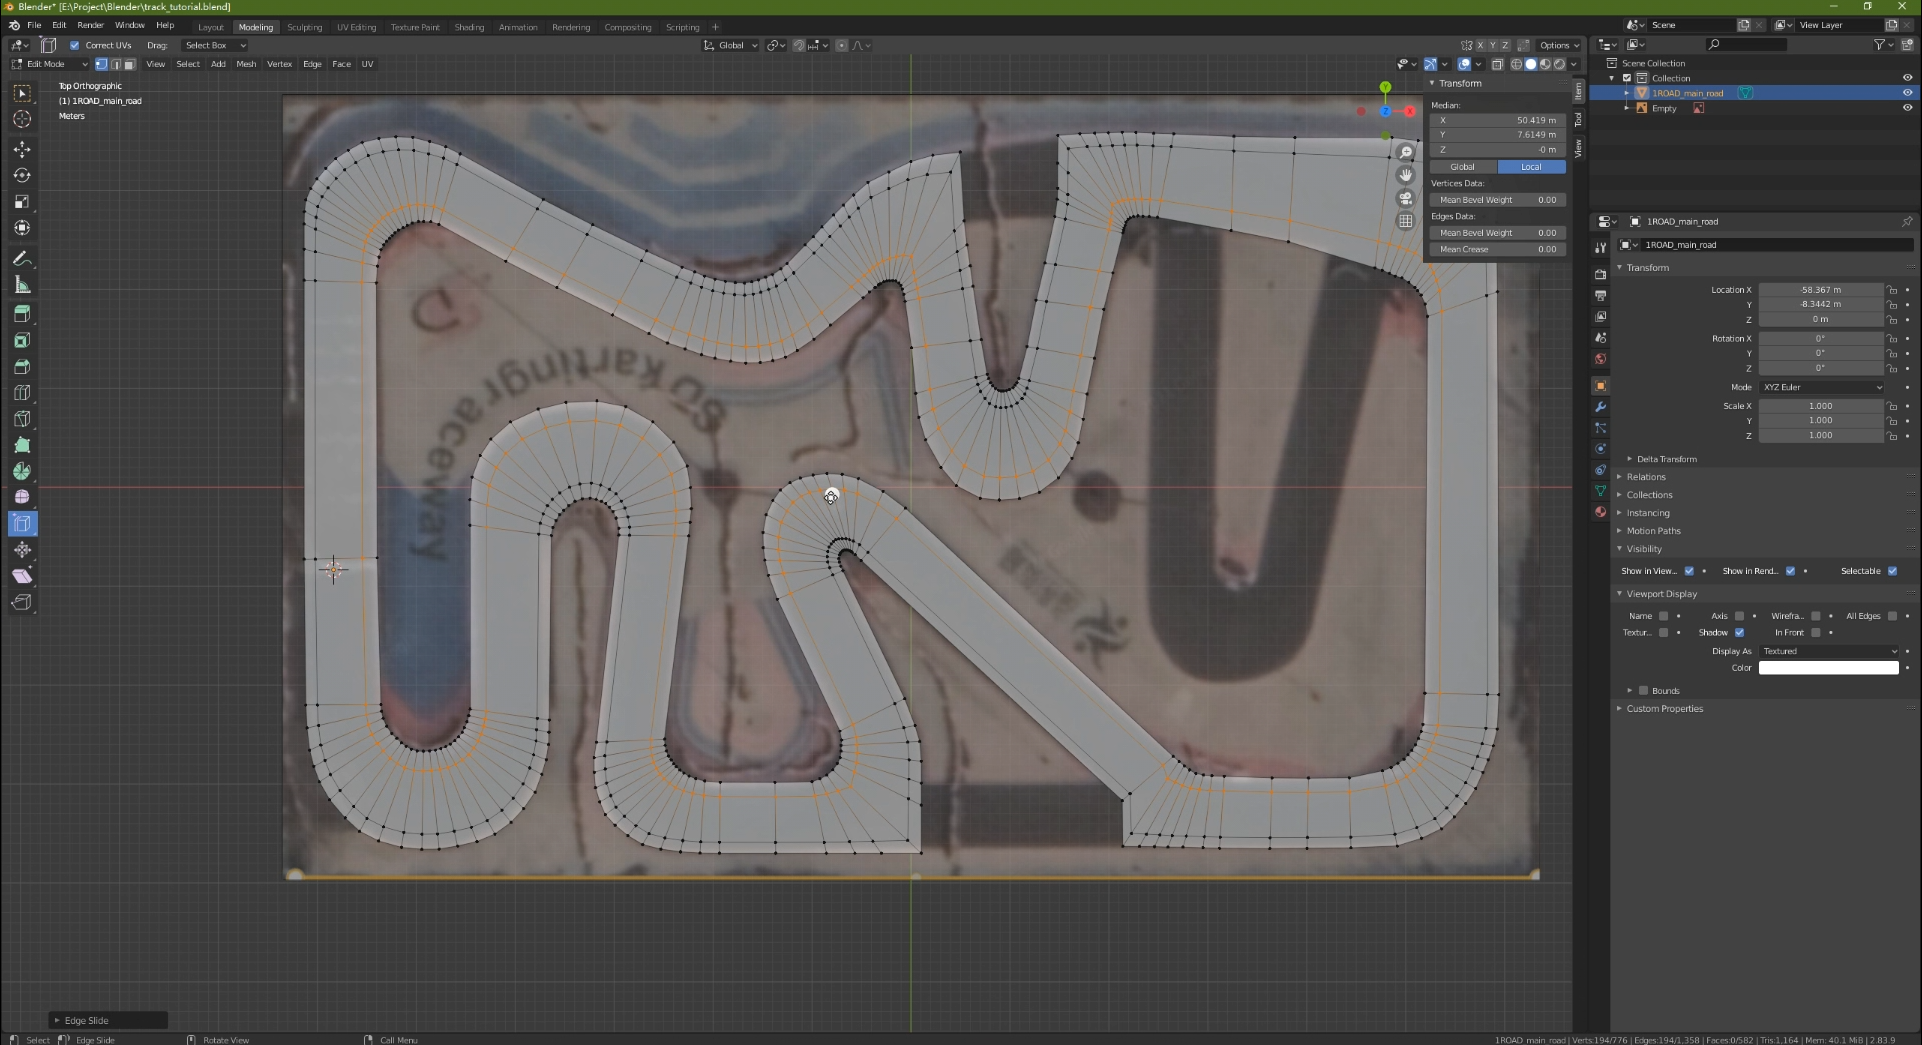 Blender* [E:\Project\Blender\track_tutorial.blend]
File Edit Render Window Help Layout Modeling Sculpting UV Editing Texture Paint Shading Animation Rendering Compositing Scripting + Scene View Layer
Correct UVs Drag: Select Box Global X Y Z Options
Edit Mode View Select Add Mesh Vertex Edge Face UV
Top Orthographic
(1) 1ROAD_main_road
Meters
Transform
Median:
X 50.419 m
Y 7.6149 m
Z -0 m
Global Local
Vertices Data:
Mean Bevel Weight 0.00
Edges Data:
Mean Bevel Weight 0.00
Mean Crease 0.00
Item
Tool
View
Y
Z
X
80 kartingraceway
Scene Collection
Collection
1ROAD_main_road
Empty
1ROAD_main_road
1ROAD_main_road
Transform
Location X -58.367 m
Y -8.3442 m
Z 0 m
Rotation X 0°
Y 0°
Z 0°
Mode XYZ Euler
Scale X 1.000
Y 1.000
Z 1.000
Delta Transform
Relations
Collections
Instancing
Motion Paths
Visibility
Show in View... Show in Rend... Selectable
Viewport Display
Name Axis Wirefra... All Edges
Textur... Shadow In Front
Display As Textured
Color
Bounds
Custom Properties
Edge Slide
Select Edge Slide Rotate View Call Menu
1ROAD_main_road | Verts:194/776 | Edges:194/1,358 | Faces:0/582 | Tris:1,164 | Mem: 40.1 MiB | 2.83.9